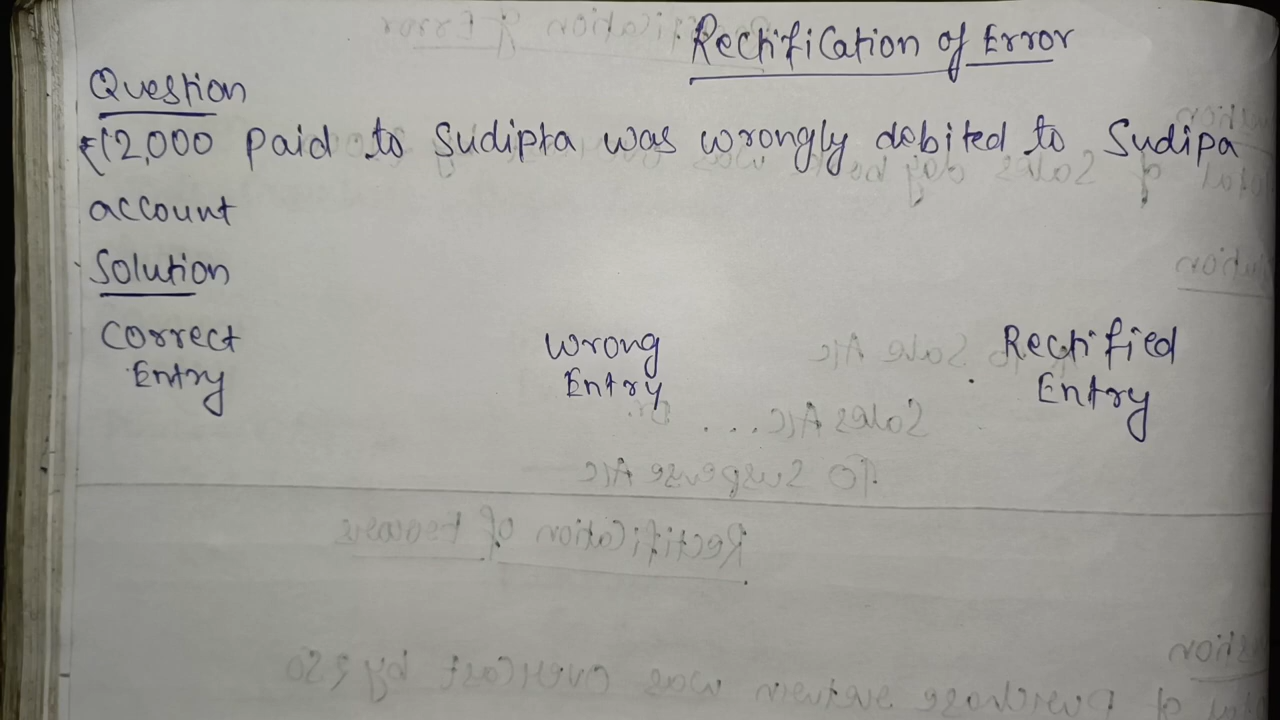 Rectification of Error
Question
₹12,000 paid to Sudipta was wrongly debited to Sudipa
account
Solution
Correct
Entry
Wrong
Entry
Rectified
Entry